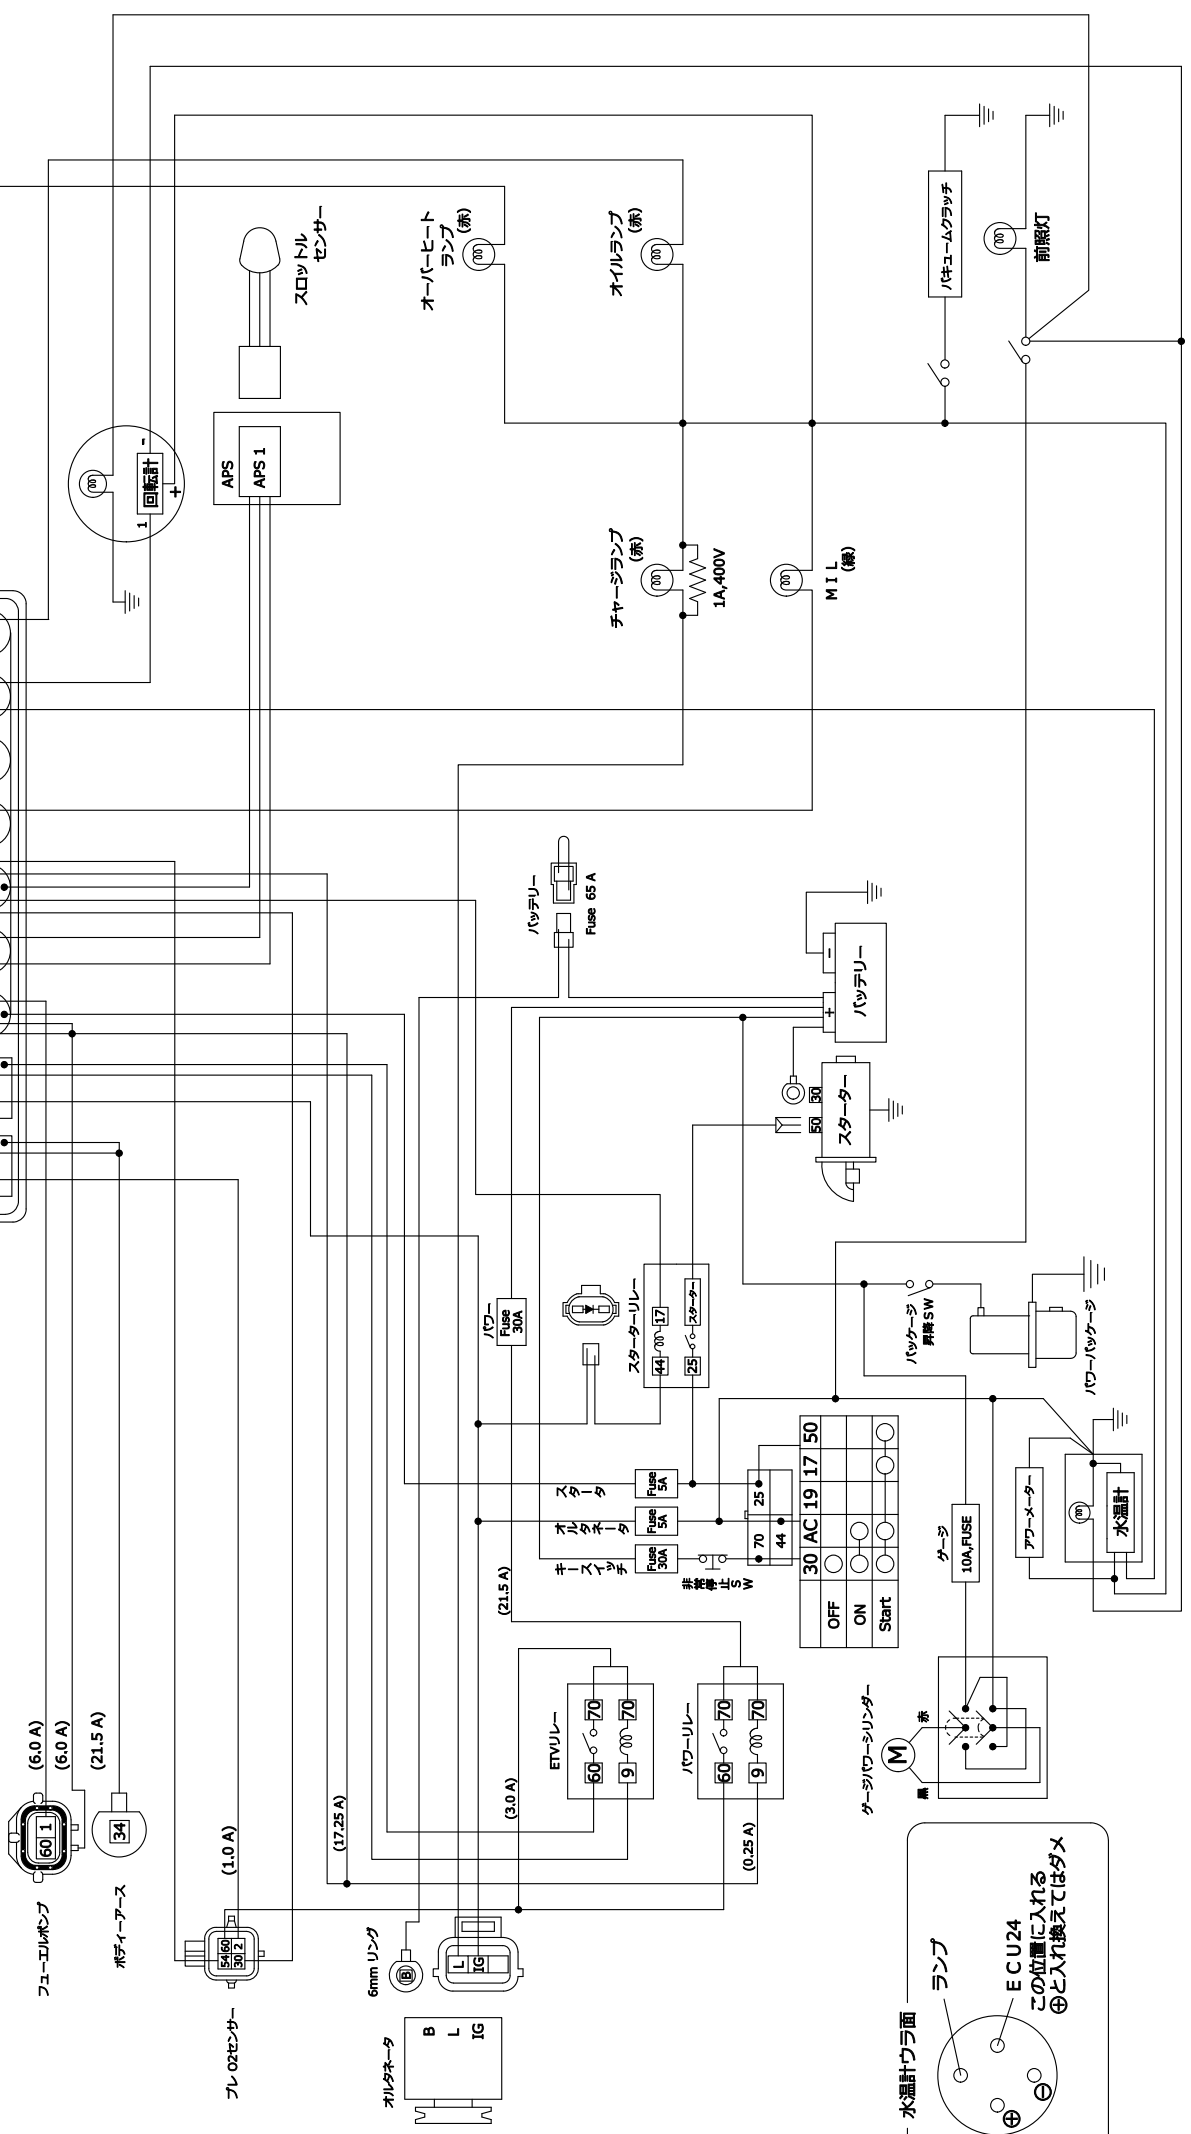 スロットル
センサー
オーバーヒート
ランプ
(赤)
オイルランプ
(赤)
バキュームクラッチ
前照灯
APS
APS 1
-
回転計
1
+
チャージランプ
(赤)
1A,400V
M I L
(緑)
バッテリー
Fuse 65 A
-
+
バッテリー
30
50
スターター
パワー
Fuse
30A
スターターリレー
17
44
スターター
25
パッケージ
昇降SW
パワーパッケージ
スタータ
Fuse
5A
オルタネータ
Fuse
5A
キースイッチ
Fuse
30A
非常停止SW
25
70
44
30 AC 19 17 50
OFF
ON
Start
ゲージ
10A,FUSE
アワーメーター
水温計
(21.5 A)
(6.0 A)
(6.0 A)
(21.5 A)
ETVリレー
70
70
60
9
パワーリレー
70
70
60
9
ゲージパワーシリンダー
赤
M
黒
(3.0 A)
(0.25 A)
(17.25 A)
(1.0 A)
60 1
フューエルポンプ
34
ボディーアース
54 60
30 2
プレ O2センサー
6mm リング
B
L
IG
オルタネータ
B
L
IG
水温計ウラ面
ランプ
ECU24
この位置に入れる
⊕と入れ換えてはダメ
⊕
⊖